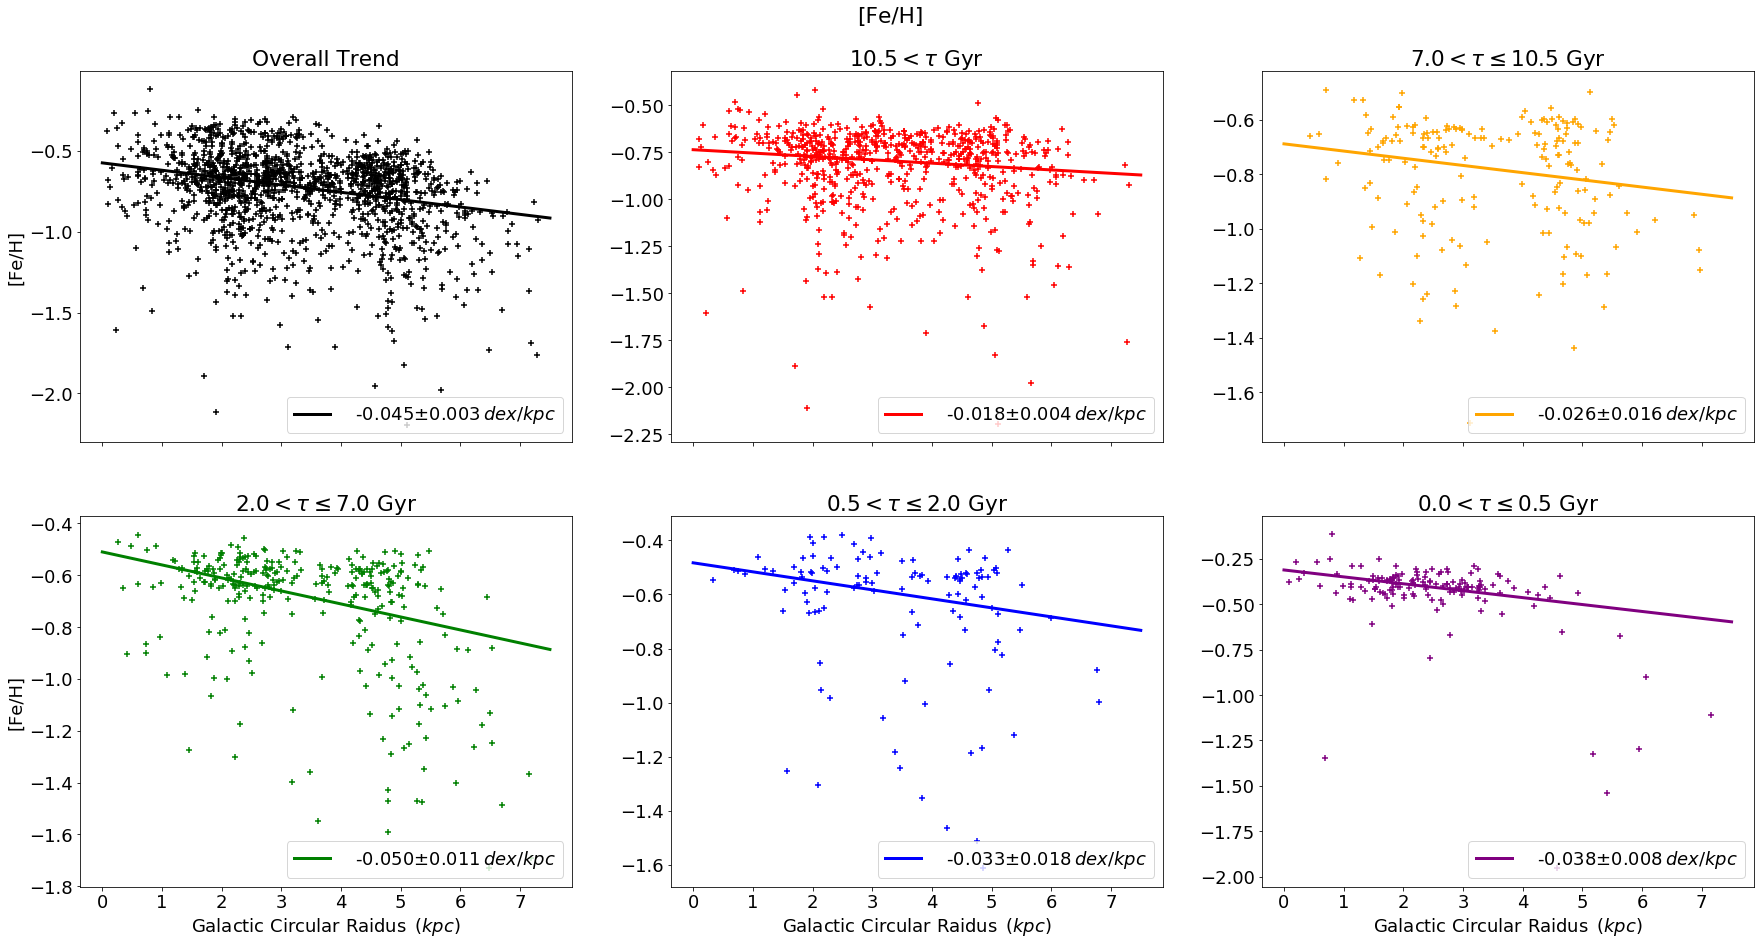 [Fe/H]
Overall Trend
10.5 < τ Gyr
7.0 < τ ≤ 10.5 Gyr
[Fe/H]
−0.5
−1.0
−1.5
−2.0
-0.045±0.003 dex/kpc
−0.50
−0.75
−1.00
−1.25
−1.50
−1.75
−2.00
−2.25
-0.018±0.004 dex/kpc
−0.6
−0.8
−1.0
−1.2
−1.4
−1.6
-0.026±0.016 dex/kpc
2.0 < τ ≤ 7.0 Gyr
0.5 < τ ≤ 2.0 Gyr
0.0 < τ ≤ 0.5 Gyr
[Fe/H]
−0.4
−0.6
−0.8
−1.0
−1.2
−1.4
−1.6
−1.8
-0.050±0.011 dex/kpc
0 1 2 3 4 5 6 7
Galactic Circular Raidus (kpc)
−0.4
−0.6
−0.8
−1.0
−1.2
−1.4
−1.6
-0.033±0.018 dex/kpc
0 1 2 3 4 5 6 7
Galactic Circular Raidus (kpc)
−0.25
−0.50
−0.75
−1.00
−1.25
−1.50
−1.75
−2.00
-0.038±0.008 dex/kpc
0 1 2 3 4 5 6 7
Galactic Circular Raidus (kpc)